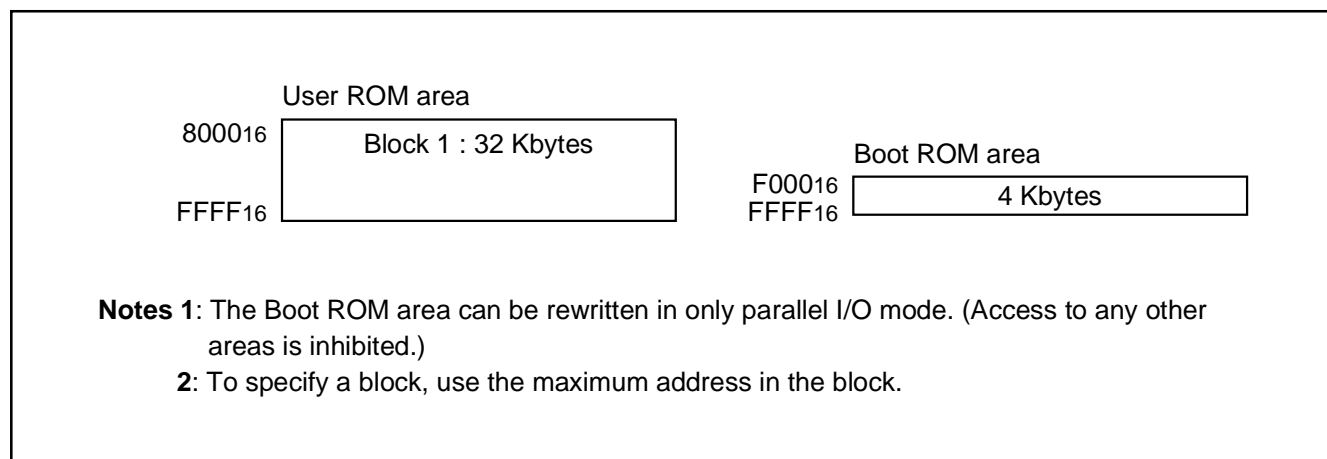 User ROM area
8000₁₆
Block 1 : 32 Kbytes
FFFF₁₆
Boot ROM area
F000₁₆
4 Kbytes
FFFF₁₆
Notes 1: The Boot ROM area can be rewritten in only parallel I/O mode. (Access to any other
areas is inhibited.)
2: To specify a block, use the maximum address in the block.